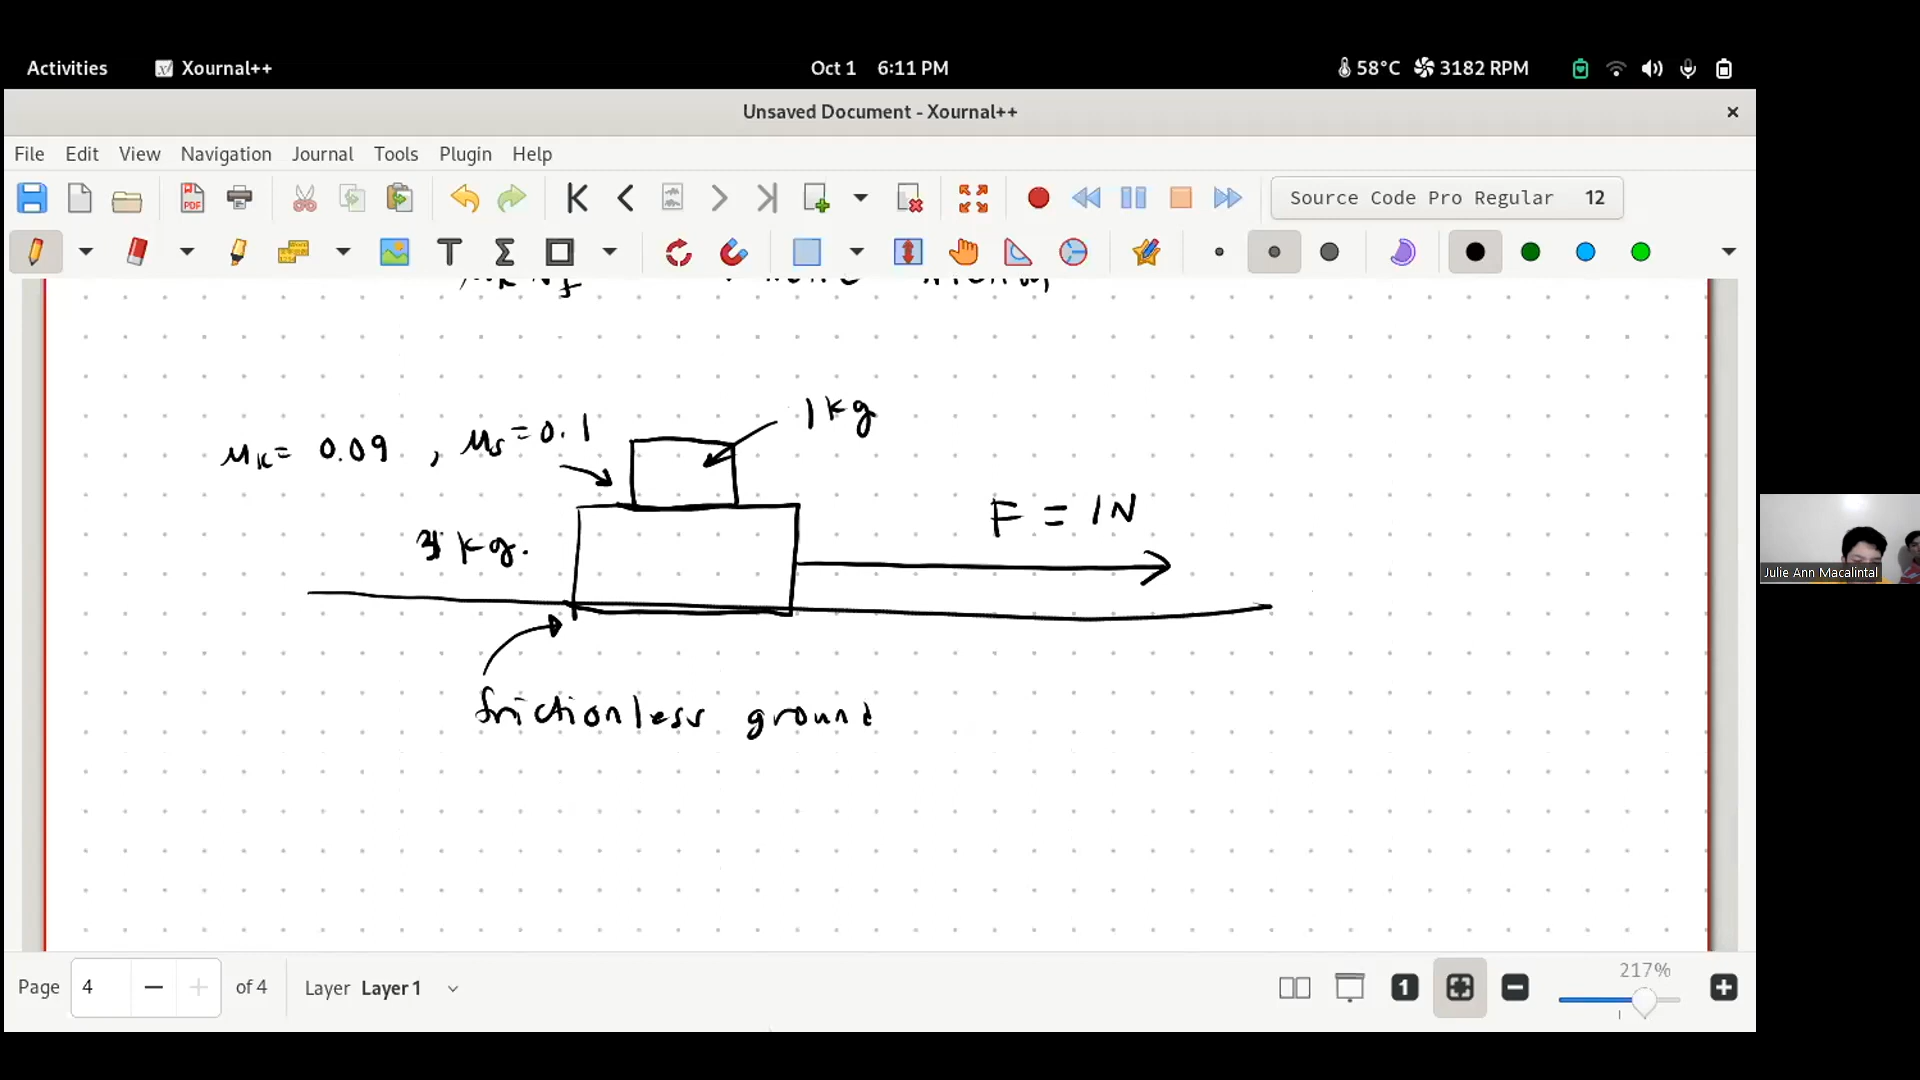 Activities Xournal++ Oct 1 6:11 PM 58°C 3182 RPM
Unsaved Document - Xournal++
File Edit View Navigation Journal Tools Plugin Help
Source Code Pro Regular 12
1 kg
μk = 0.09 , μs = 0.1
F = 1N
kg.
frictionless ground
Julie Ann Macalintal
Page 4 of 4 Layer Layer 1 217%